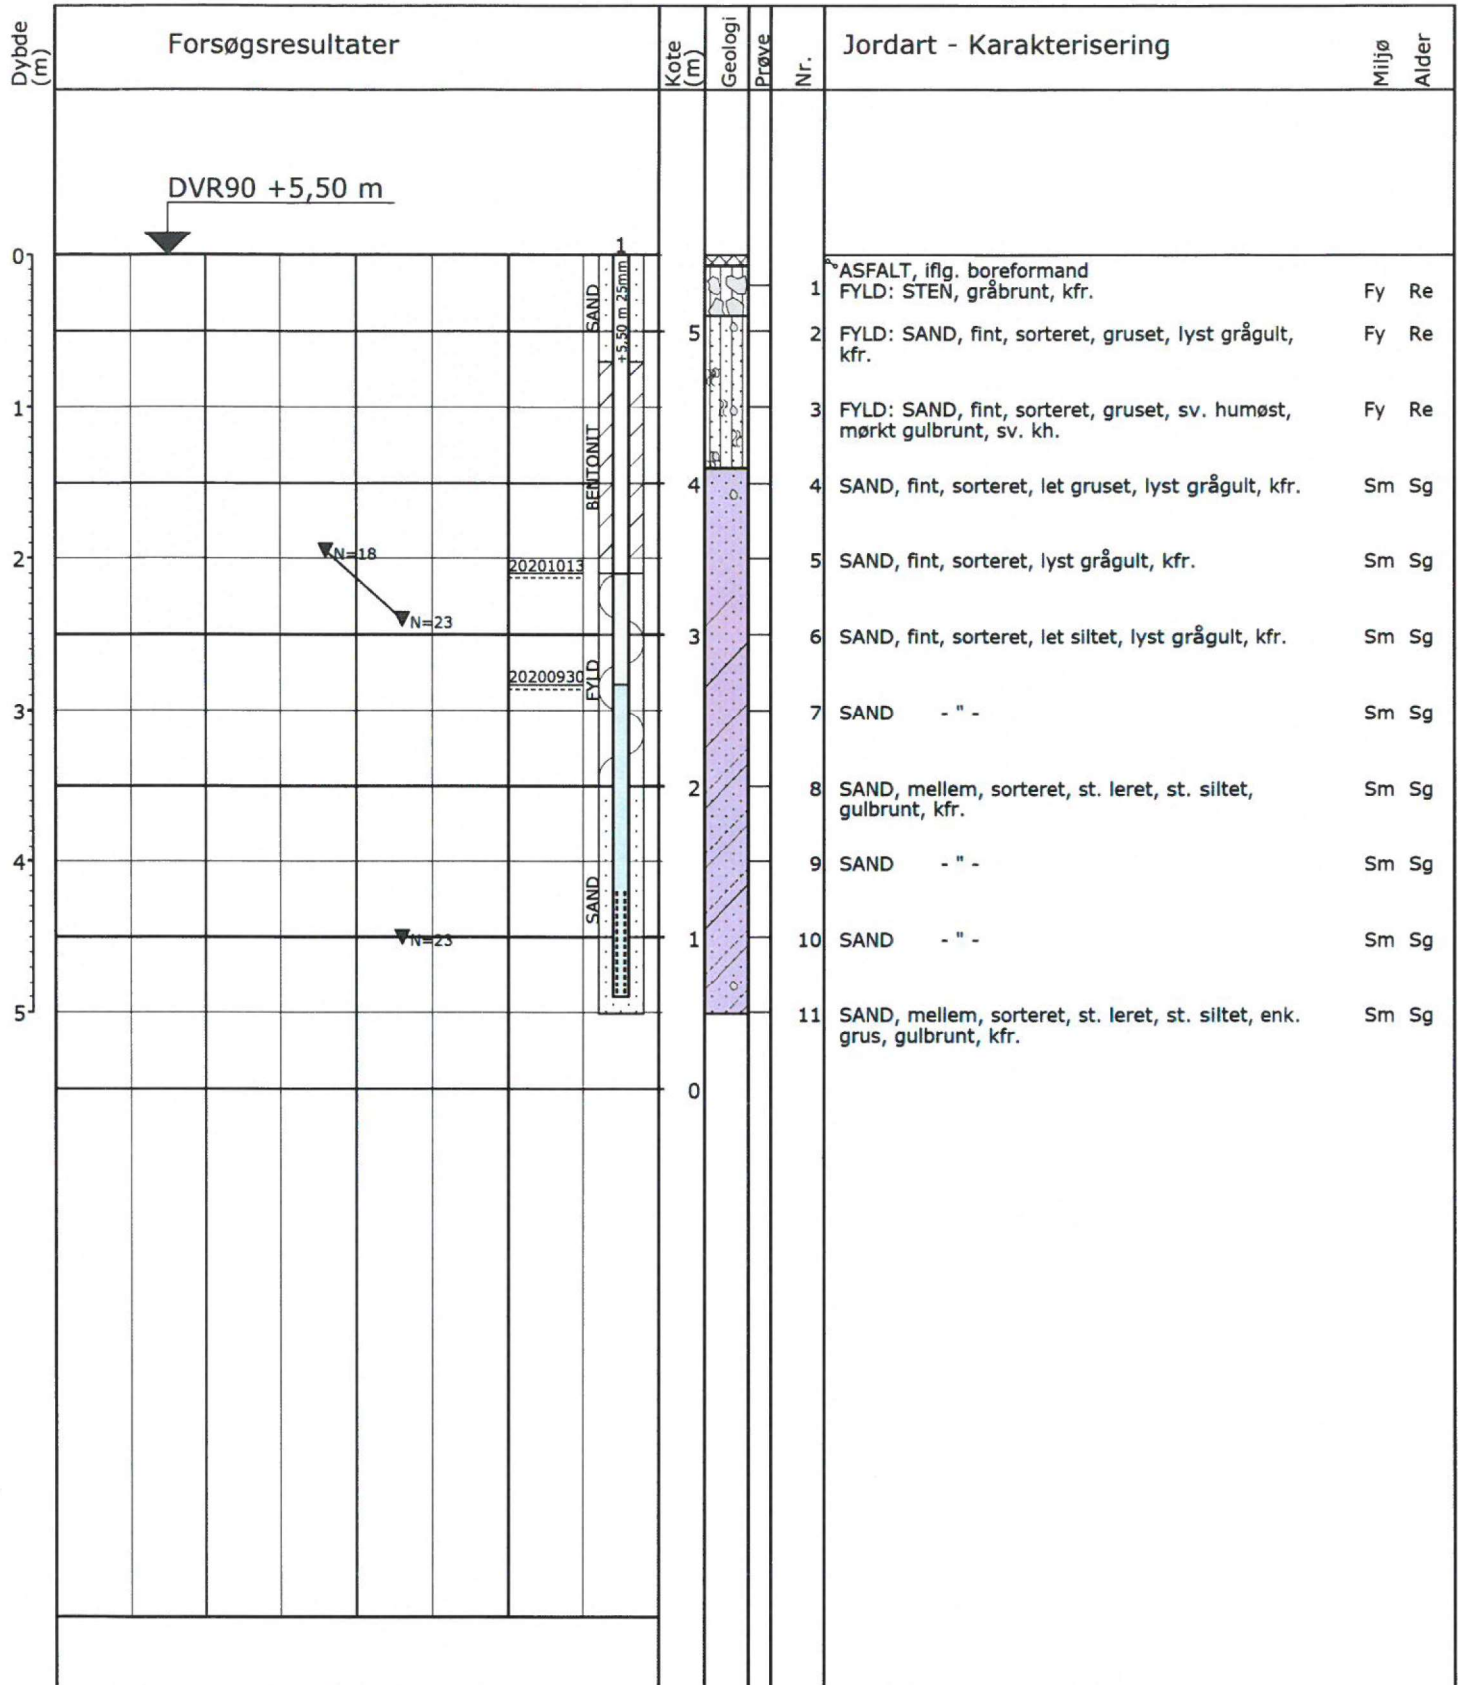 Dybde (m)
Forsøgsresultater
Kote (m)
Geologi
Prøve
Nr.
Jordart - Karakterisering
Miljø
Alder
DVR90 +5,50 m
1
0
1
2
3
4
5
SAND
+5,50 m 25mm
BENTONIT
FYLD
SAND
N=18
N=23
N=23
20201013
20200930
5
4
3
2
1
0
ASFALT, iflg. boreformand
1 FYLD: STEN, gråbrunt, kfr. Fy Re
2 FYLD: SAND, fint, sorteret, gruset, lyst grågult, Fy Re
kfr.
3 FYLD: SAND, fint, sorteret, gruset, sv. humøst, Fy Re
mørkt gulbrunt, sv. kh.
4 SAND, fint, sorteret, let gruset, lyst grågult, kfr. Sm Sg
5 SAND, fint, sorteret, lyst grågult, kfr. Sm Sg
6 SAND, fint, sorteret, let siltet, lyst grågult, kfr. Sm Sg
7 SAND - " - Sm Sg
8 SAND, mellem, sorteret, st. leret, st. siltet, Sm Sg
gulbrunt, kfr.
9 SAND - " - Sm Sg
10 SAND - " - Sm Sg
11 SAND, mellem, sorteret, st. leret, st. siltet, enk. Sm Sg
grus, gulbrunt, kfr.